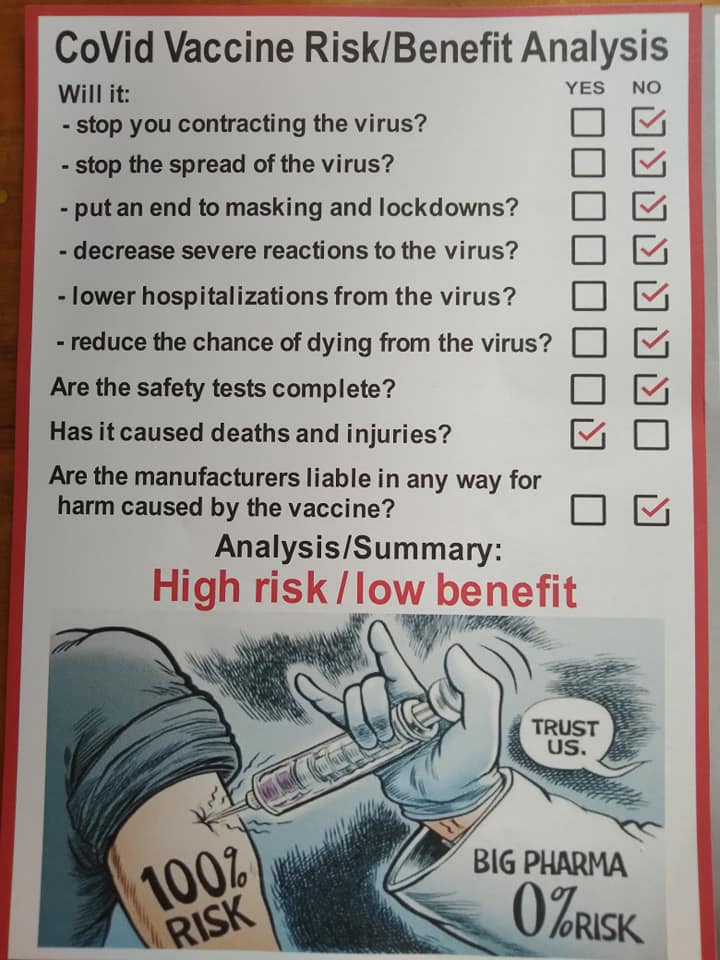 CoVid Vaccine Risk/Benefit Analysis
Will it: YES NO
- stop you contracting the virus?
- stop the spread of the virus?
- put an end to masking and lockdowns?
- decrease severe reactions to the virus?
- lower hospitalizations from the virus?
- reduce the chance of dying from the virus?
Are the safety tests complete?
Has it caused deaths and injuries?
Are the manufacturers liable in any way for
harm caused by the vaccine?
Analysis/Summary:
High risk / low benefit
TRUST
US.
100%
RISK
BIG PHARMA
0% RISK